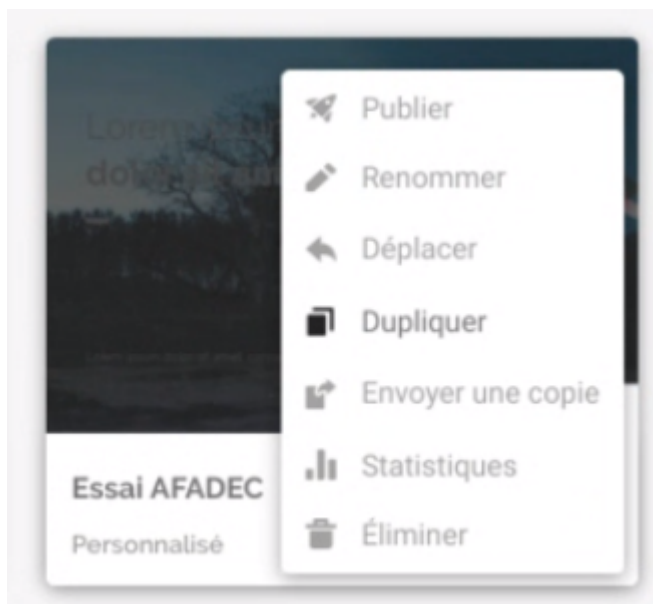 Publier
Renommer
Déplacer
Dupliquer
Envoyer une copie
Statistiques
Éliminer
Essai AFADEC
Personnalisé